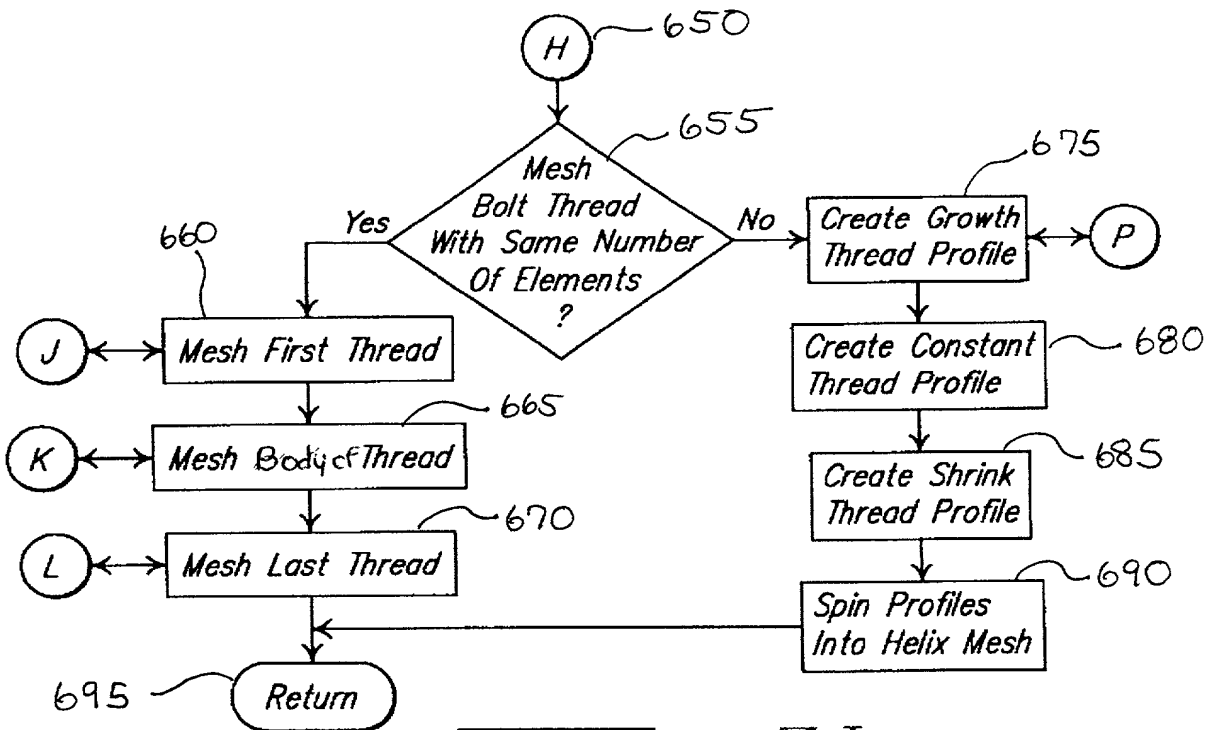 H
650
655
Mesh
Bolt Thread
With Same Number
Of Elements
?
Yes
No
675
Create Growth
Thread Profile
P
660
J
Mesh First Thread
Create Constant
Thread Profile
680
665
K
Mesh Body of Thread
Create Shrink
Thread Profile
685
670
L
Mesh Last Thread
Spin Profiles
Into Helix Mesh
690
695
Return